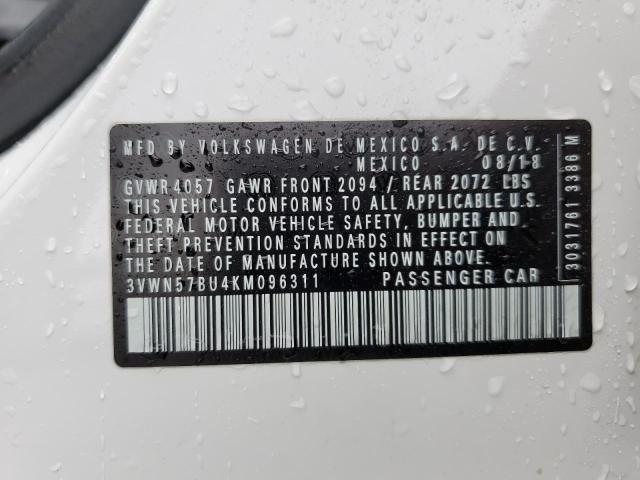 MFD BY VOLKSWAGEN DE MEXICO S.A. DE C.V.
MEXICO 08/18
GVWR 4057 GAWR FRONT 2094 / REAR 2072 LBS
THIS VEHICLE CONFORMS TO ALL APPLICABLE U.S.
FEDERAL MOTOR VEHICLE SAFETY, BUMPER AND
THEFT PREVENTION STANDARDS IN EFFECT ON
THE DATE OF MANUFACTURE SHOWN ABOVE.
3VWN57BU4KM096311 PASSENGER CAR
3031761 3386 M